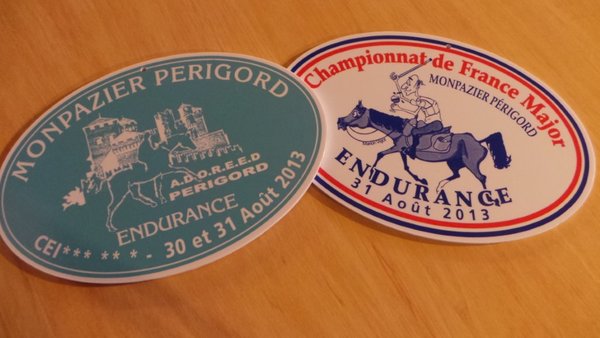 MONPAZIER PERIGORD
A.D.O.R.E.E.D
PERIGORD
ENDURANCE
CEI*** ** * - 30 et 31 Août 2013
Championnat de France Major
MONPAZIER PÉRIGORD
ENDURANCE
31 Août 2013